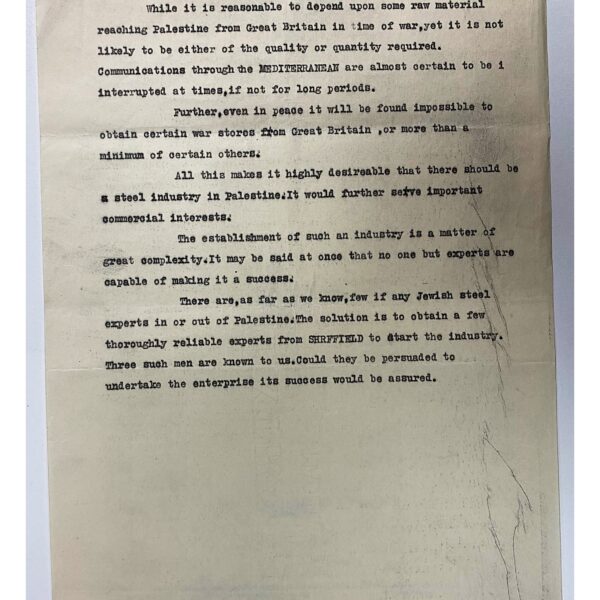 While it is reasonable to depend upon some raw material
reaching Palestine from Great Britain in time of war,yet it is not
likely to be either of the quality or quantity required.
Communications through the MEDITERRANEAN are almost certain to be i
interrupted at times,if not for long periods.
Further,even in peace it will be found impossible to
obtain certain war stores from Great Britain ,or more than a
minimum of certain others.
All this makes it highly desireable that there should be
a steel industry in Palestine.It would further serve important
commercial interests.
The establishment of such an industry is a matter of
great complexity.It may be said at once that no one but experts are
capable of making it a success.
There are,as far as we know,few if any Jewish steel
experts in or out of Palestine.The solution is to obtain a few
thoroughly reliable experts from SHRFFIELD to start the industry.
Three such men are known to us.Could they be persuaded to
undertake the enterprise its success would be assured.